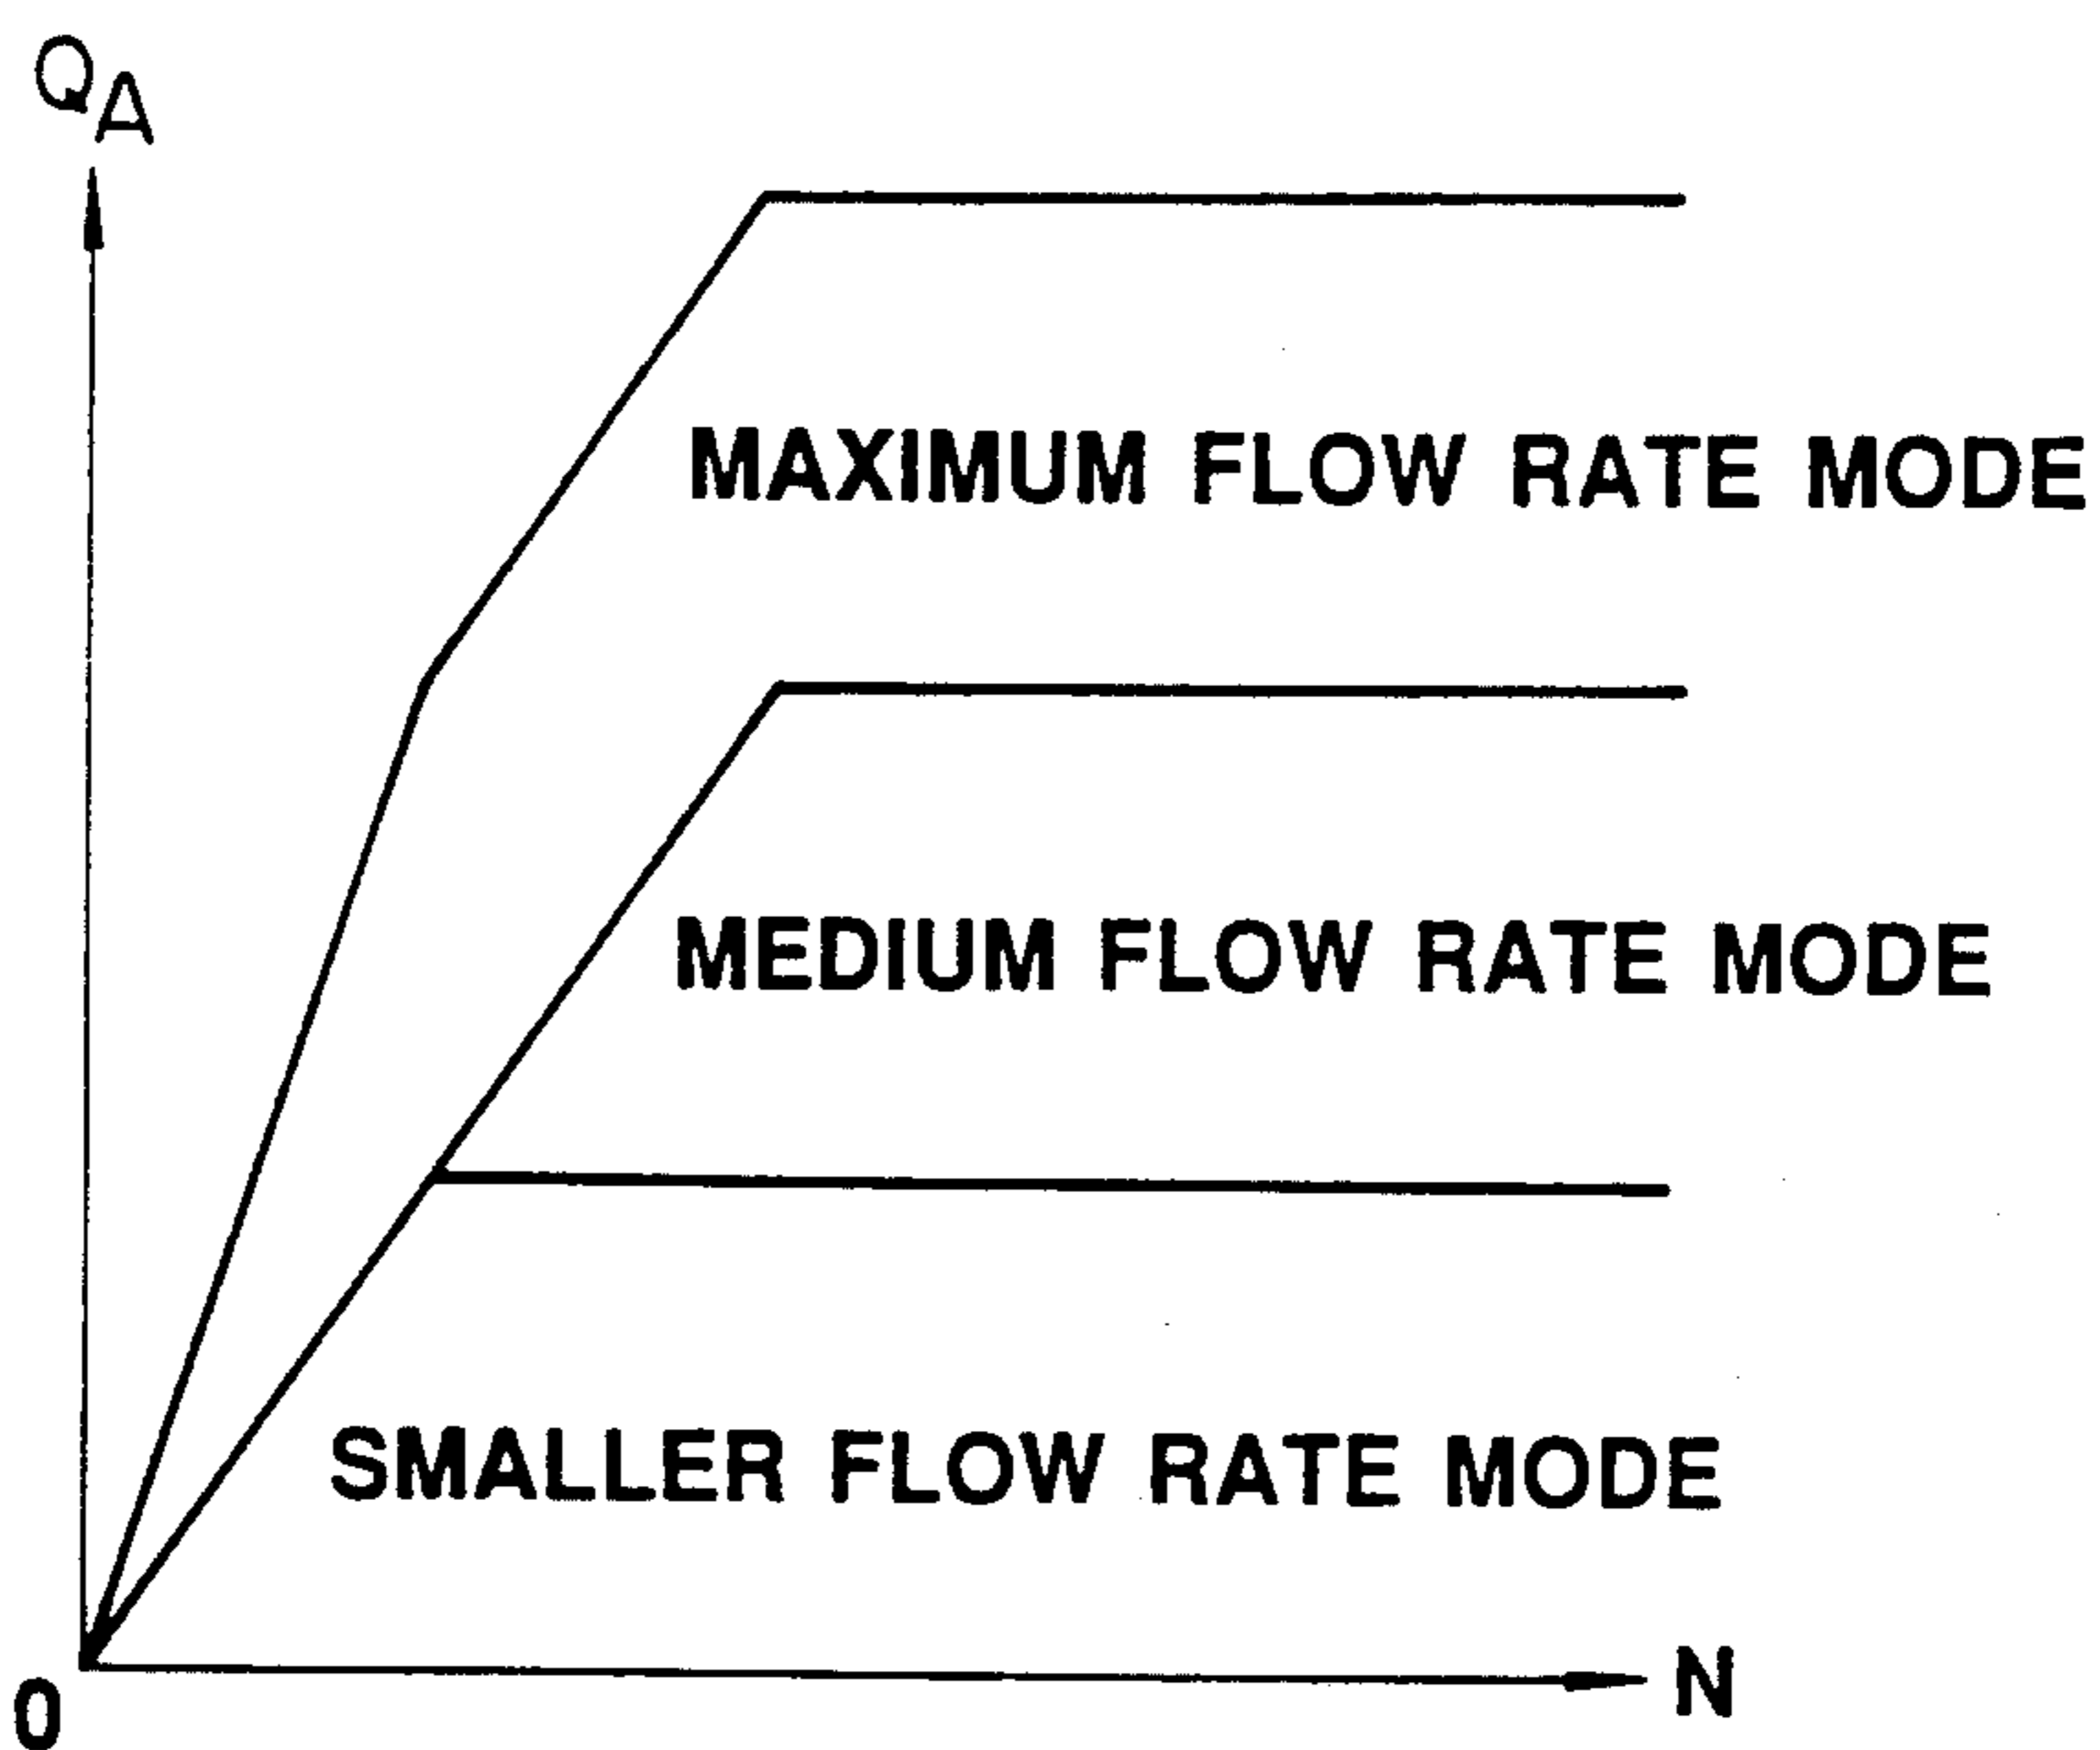 QA
MAXIMUM FLOW RATE MODE
MEDIUM FLOW RATE MODE
SMALLER FLOW RATE MODE
N
0